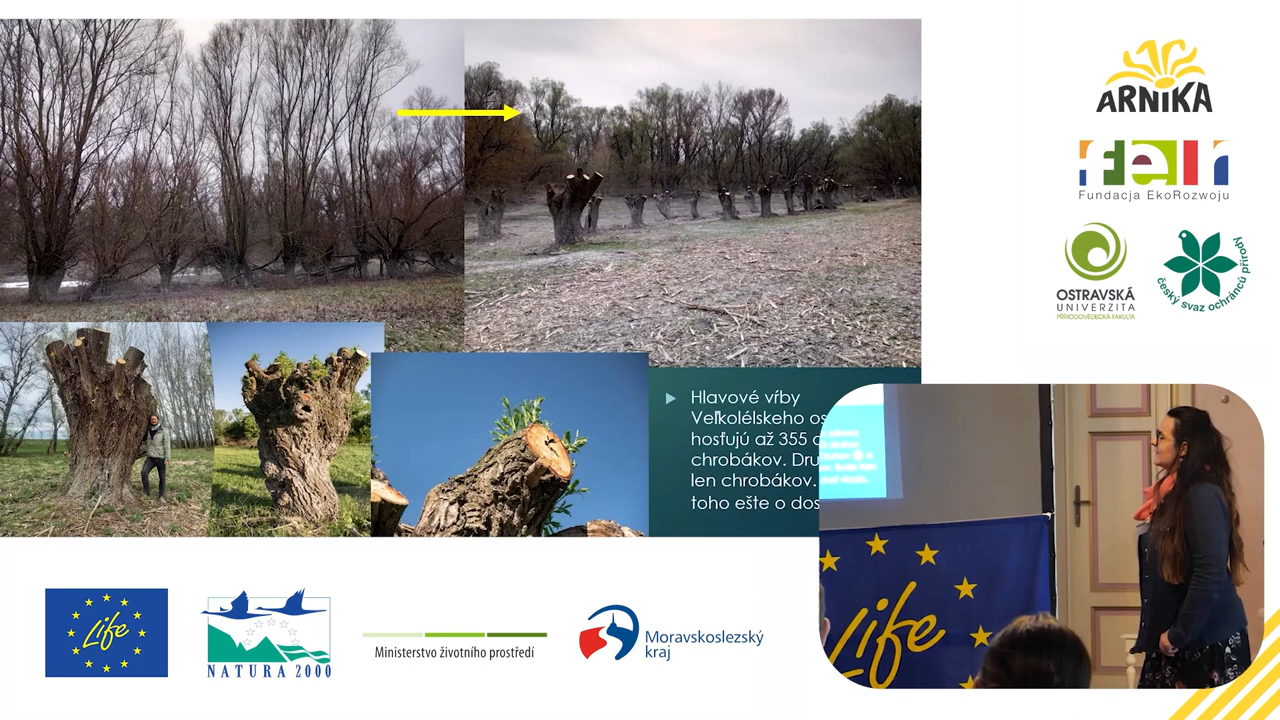 ARNIKA
feur
Fundacja EkoRozwoju
OSTRAVSKÁ
UNIVERZITA
PŘÍRODOVĚDECKÁ FAKULTA
český svaz ochránců přírody
Hlavové vŕby
Veľkolélskeho os
hosťujú až 355 d
chrobákov. Dru
len chrobákov.
toho ešte o dos
Life
Life
NATURA 2000
Ministerstvo životního prostředí
Moravskoslezský
kraj